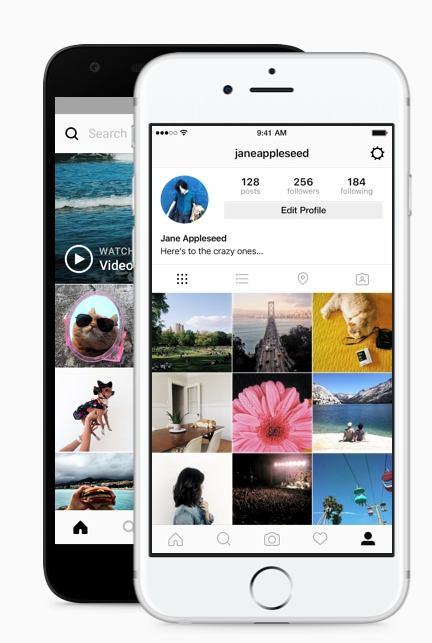 Search
WATCH
Video
9:41 AM
janeappleseed
128 256 184
posts followers following
Edit Profile
Jane Appleseed
Here's to the crazy ones...